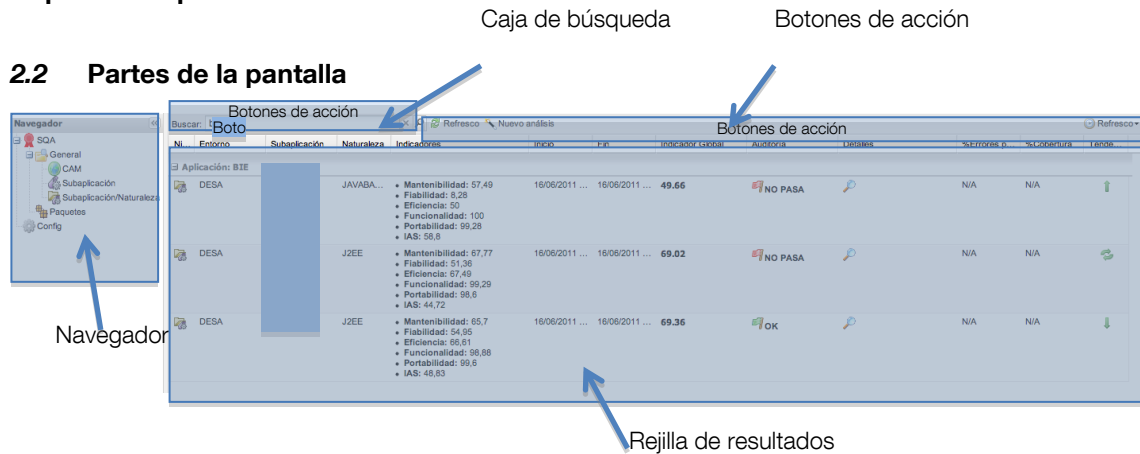 Caja de búsqueda
Botones de acción
2.2 Partes de la pantalla
Navegador
SQA
General
CAM
Subaplicación
Subaplicación/Naturaleza
Paquetes
Config
Botones de acción
Buscar:
Boto
Refresco
Nuevo análisis
Botones de acción
Refresco
Ni... Entorno Subaplicación Naturaleza Indicadores Inicio Fin Indicador Global Auditoría Detalles %Errores p... %Cobertura Tende...
Aplicación: BIE
DESA JAVABA... • Mantenibilidad: 57,49 16/06/2011 ... 16/06/2011 ... 49.66 NO PASA N/A N/A
• Fiabilidad: 8,28
• Eficiencia: 50
• Funcionalidad: 100
• Portabilidad: 99,28
• IAS: 58,8
DESA J2EE • Mantenibilidad: 67,77 16/06/2011 ... 16/06/2011 ... 69.02 NO PASA N/A N/A
• Fiabilidad: 51,36
• Eficiencia: 67,49
• Funcionalidad: 99,29
• Portabilidad: 98,6
• IAS: 44,72
DESA J2EE • Mantenibilidad: 65,7 16/06/2011 ... 16/06/2011 ... 69.36 OK N/A N/A
• Fiabilidad: 54,95
• Eficiencia: 66,61
• Funcionalidad: 98,88
• Portabilidad: 99,6
• IAS: 48,83
Navegador
Rejilla de resultados